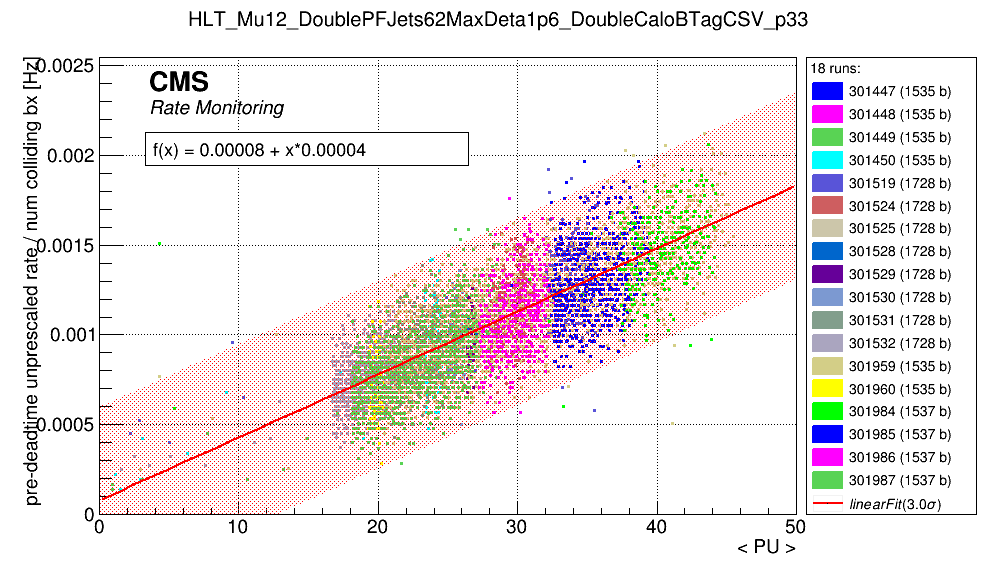 HLT_Mu12_DoublePFJets62MaxDeta1p6_DoubleCaloBTagCSV_p33
pre-deadtime unprescaled rate / num colliding bx [Hz]
0.0025
0.002
0.0015
0.001
0.0005
0
CMS
Rate Monitoring
f(x) = 0.00008 + x*0.00004
0 10 20 30 40 50
< PU >
18 runs:
301447 (1535 b)
301448 (1535 b)
301449 (1535 b)
301450 (1535 b)
301519 (1728 b)
301524 (1728 b)
301525 (1728 b)
301528 (1728 b)
301529 (1728 b)
301530 (1728 b)
301531 (1728 b)
301532 (1728 b)
301959 (1535 b)
301960 (1535 b)
301984 (1537 b)
301985 (1537 b)
301986 (1537 b)
301987 (1537 b)
linearFit(3.0σ)